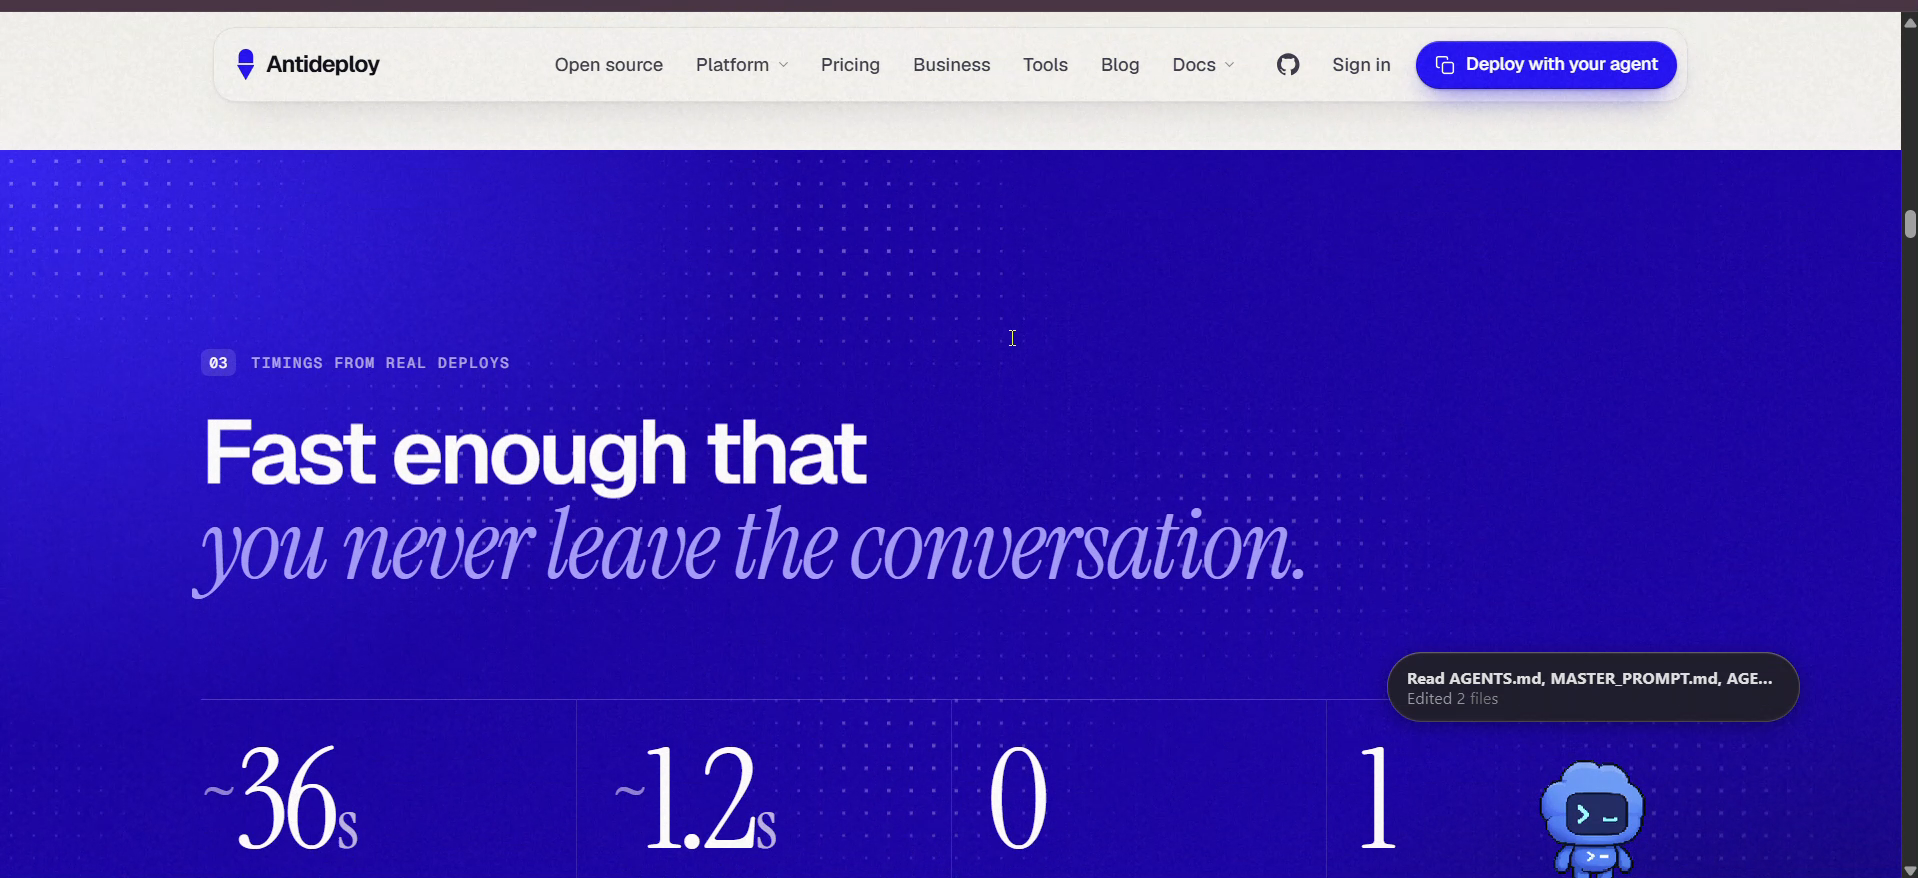 Antideploy
Open source
Platform
Pricing
Business
Tools
Blog
Docs
Sign in
Deploy with your agent
03 TIMINGS FROM REAL DEPLOYS
Fast enough that
you never leave the conversation.
Read AGENTS.md, MASTER_PROMPT.md, AGE...
Edited 2 files
~36s
~1.2s
0
1